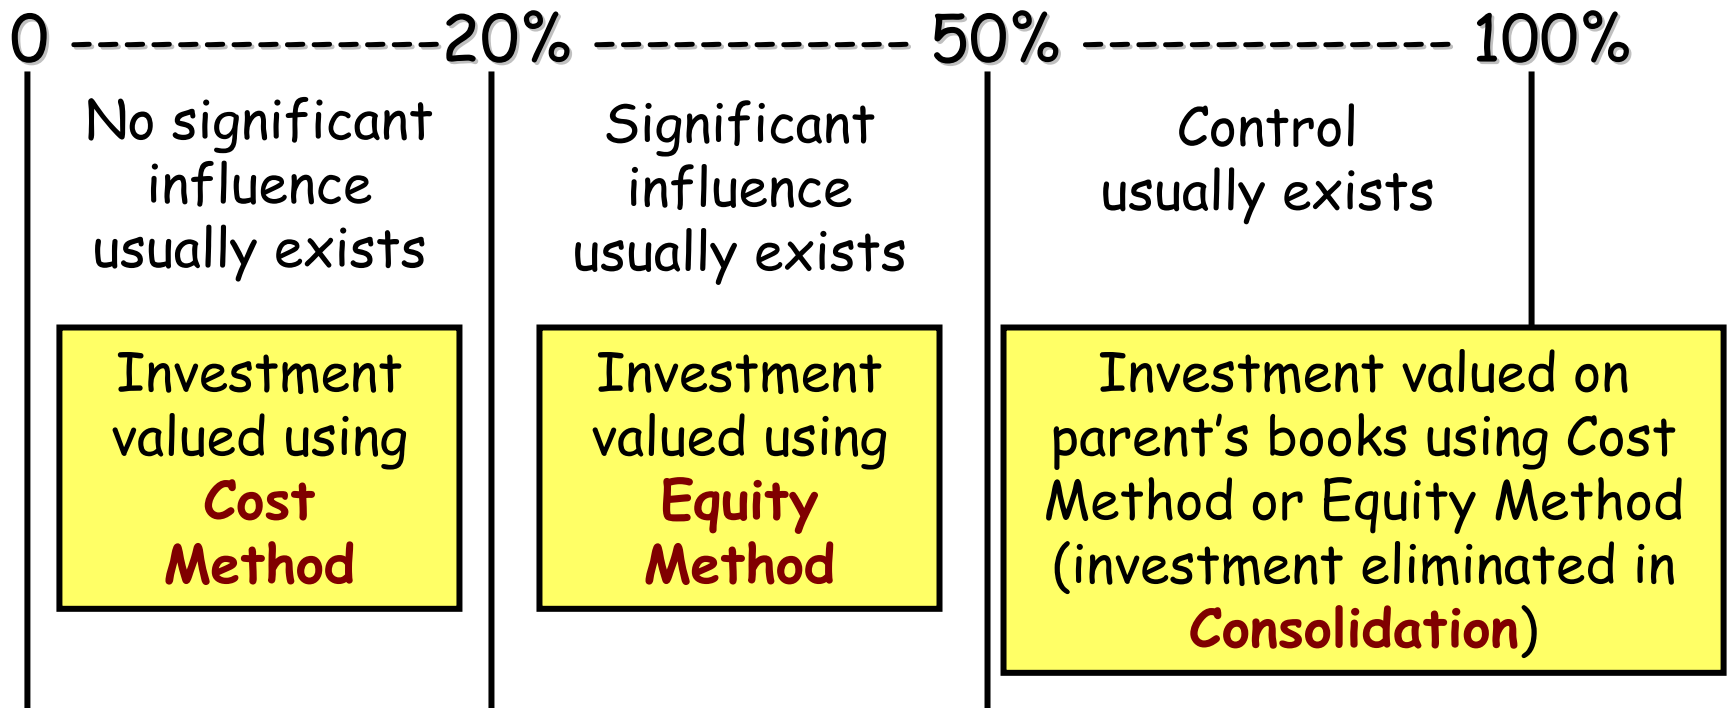 0 --------------20% ------------ 50% -------------- 100%
No significant
influence
usually exists
Significant
influence
usually exists
Control
usually exists
Investment
valued using
Cost
Method
Investment
valued using
Equity
Method
Investment valued on
parent’s books using Cost
Method or Equity Method
(investment eliminated in
Consolidation)